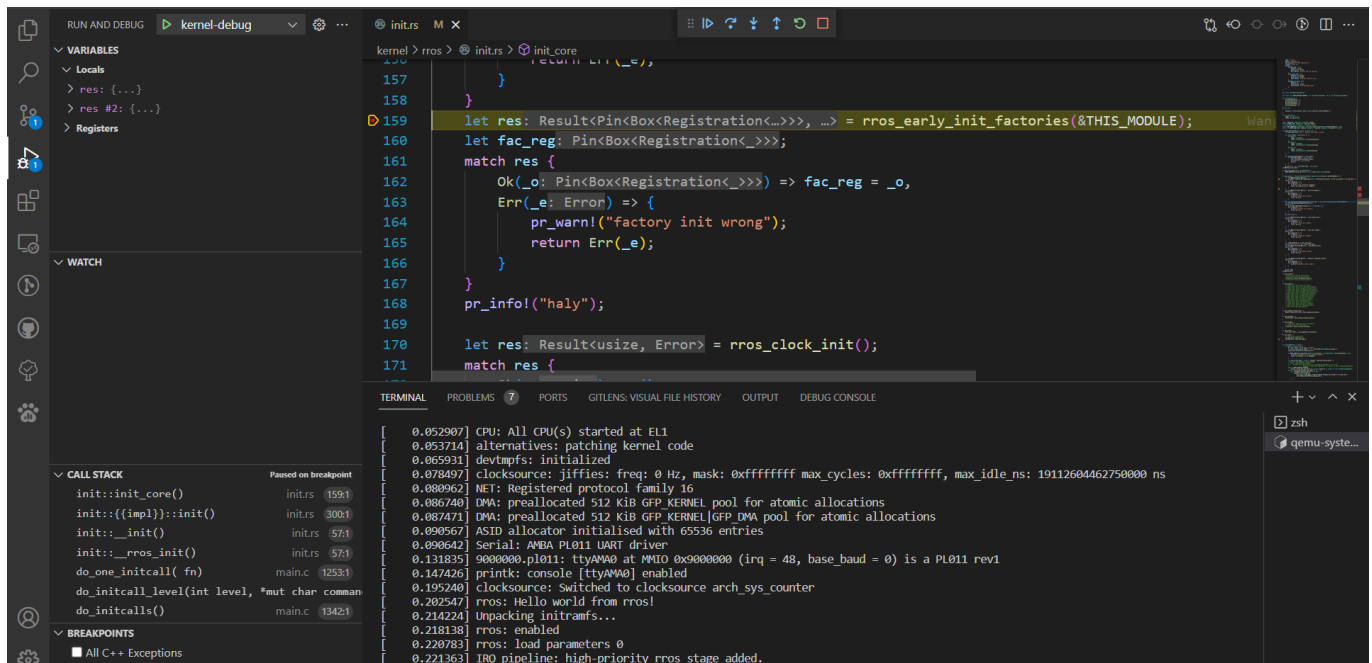 RUN AND DEBUG kernel-debug
VARIABLES
Locals
res: {...}
res #2: {...}
Registers
WATCH
CALL STACK Paused on breakpoint
init::init_core() init.rs 159:1
init::{{impl}}::init() init.rs 300:1
init::__init() init.rs 57:1
init::__rros_init() init.rs 57:1
do_one_initcall( fn) main.c 1253:1
do_initcall_level(int level, *mut char comman
do_initcalls() main.c 1342:1
BREAKPOINTS
All C++ Exceptions
1
1
init.rs M
kernel > rros > init.rs > init_core
156 return Err(_e);
157 }
158 }
159 let res: Result<Pin<Box<Registration<…>>>, …> = rros_early_init_factories(&THIS_MODULE); Wan
160 let fac_reg: Pin<Box<Registration<_>>>;
161 match res {
162 Ok(_o: Pin<Box<Registration<_>>>) => fac_reg = _o,
163 Err(_e: Error) => {
164 pr_warn!("factory init wrong");
165 return Err(_e);
166 }
167 }
168 pr_info!("haly");
169
170 let res: Result<usize, Error> = rros_clock_init();
171 match res {
TERMINAL PROBLEMS 7 PORTS GITLENS: VISUAL FILE HISTORY OUTPUT DEBUG CONSOLE
[ 0.052907] CPU: All CPU(s) started at EL1
[ 0.053714] alternatives: patching kernel code
[ 0.065931] devtmpfs: initialized
[ 0.078497] clocksource: jiffies: freq: 0 Hz, mask: 0xffffffff max_cycles: 0xffffffff, max_idle_ns: 19112604462750000 ns
[ 0.080962] NET: Registered protocol family 16
[ 0.086740] DMA: preallocated 512 KiB GFP_KERNEL pool for atomic allocations
[ 0.087471] DMA: preallocated 512 KiB GFP_KERNEL|GFP_DMA pool for atomic allocations
[ 0.090567] ASID allocator initialised with 65536 entries
[ 0.090642] Serial: AMBA PL011 UART driver
[ 0.131835] 9000000.pl011: ttyAMA0 at MMIO 0x9000000 (irq = 48, base_baud = 0) is a PL011 rev1
[ 0.147426] printk: console [ttyAMA0] enabled
[ 0.195240] clocksource: Switched to clocksource arch_sys_counter
[ 0.202547] rros: Hello world from rros!
[ 0.214224] Unpacking initramfs...
[ 0.218138] rros: enabled
[ 0.220783] rros: load parameters 0
[ 0.221363] IRQ pipeline: high-priority rros stage added.
zsh
qemu-syste...